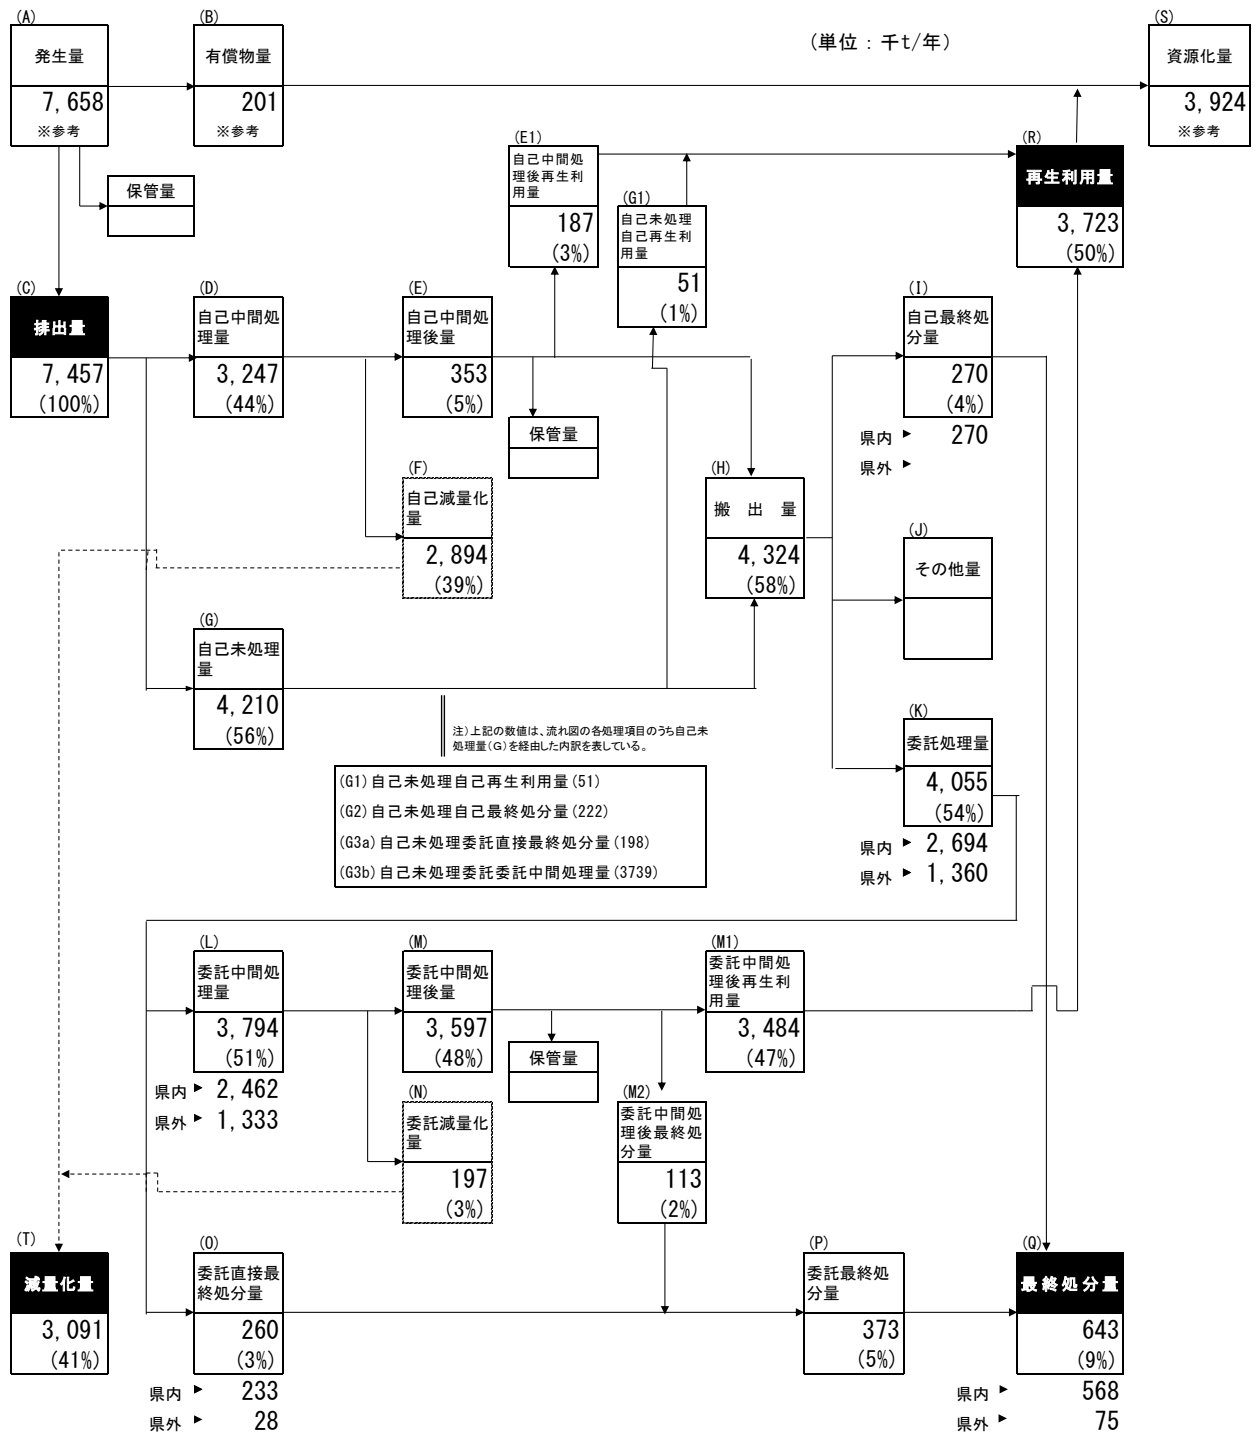 (A)
発生量
7,658
※参考
(B)
有償物量
201
※参考
(単位：千t/年)
(S)
資源化量
3,924
※参考
保管量
(E1)
自己中間処
理後再生利
用量
187
(3%)
(G1)
自己未処理
自己再生利
用量
51
(1%)
(R)
再生利用量
3,723
(50%)
(C)
排出量
7,457
(100%)
(D)
自己中間処
理量
3,247
(44%)
(E)
自己中間処
理後量
353
(5%)
保管量
(F)
自己減量化
量
2,894
(39%)
(H)
搬 出 量
4,324
(58%)
(I)
自己最終処
分量
270
(4%)
県内 ► 270
県外 ►
(J)
その他量
(G)
自己未処理
量
4,210
(56%)
注)上記の数値は、流れ図の各処理項目のうち自己未
処理量(G)を経由した内訳を表している。
(G1)自己未処理自己再生利用量(51)
(G2)自己未処理自己最終処分量(222)
(G3a)自己未処理委託直接最終処分量(198)
(G3b)自己未処理委託委託中間処理量(3739)
(K)
委託処理量
4,055
(54%)
県内 ► 2,694
県外 ► 1,360
(L)
委託中間処
理量
3,794
(51%)
県内 ► 2,462
県外 ► 1,333
(M)
委託中間処
理後量
3,597
(48%)
保管量
(M1)
委託中間処
理後再生利
用量
3,484
(47%)
(N)
委託減量化
量
197
(3%)
(M2)
委託中間処
理後最終処
分量
113
(2%)
(T)
減量化量
3,091
(41%)
(O)
委託直接最
終処分量
260
(3%)
県内 ► 233
県外 ► 28
(P)
委託最終処
分量
373
(5%)
(Q)
最終処分量
643
(9%)
県内 ► 568
県外 ► 75